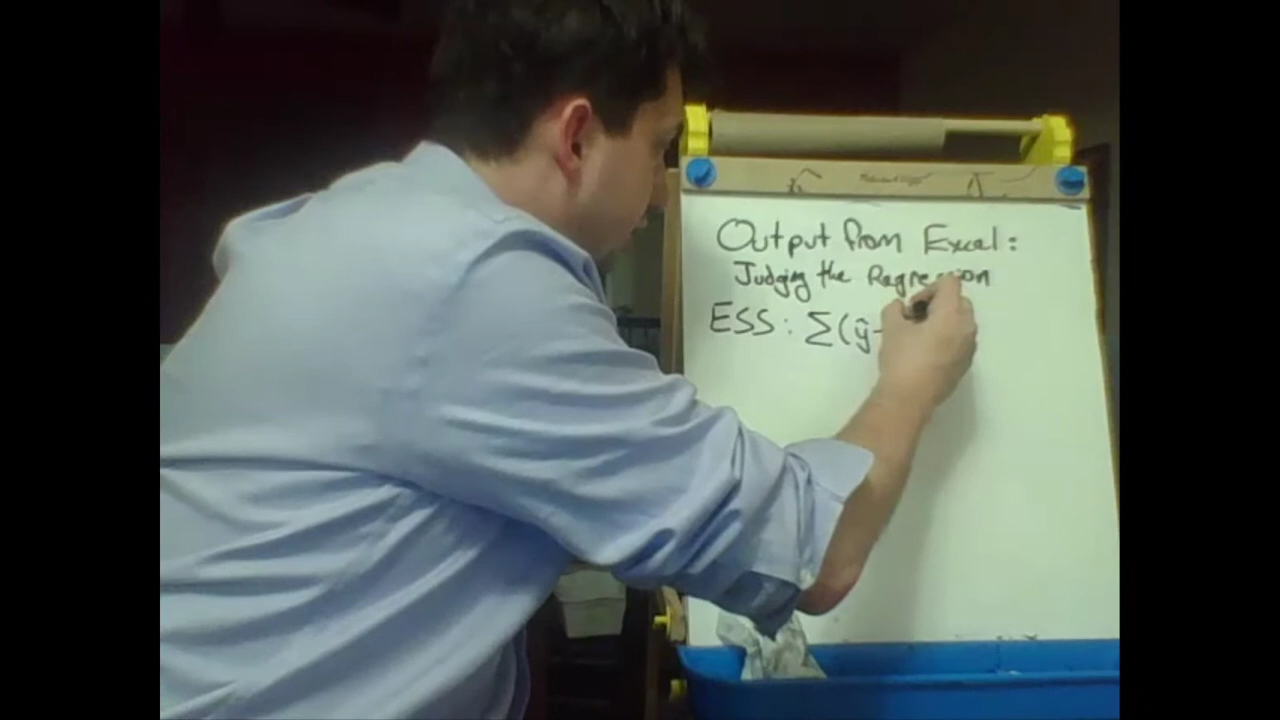 Output from Excel:
Judging the Regression
ESS: Σ(ŷ-